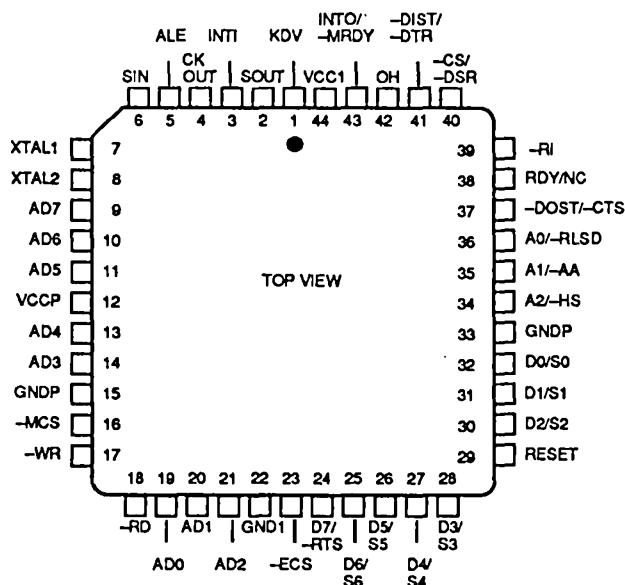 INTO/ –DIST/
ALE INTI KDV –MRDY –DTR
CK –CS/
SIN OUT SOUT VCC1 OH –DSR
6 5 4 3 2 1 44 43 42 41 40
XTAL1 7 39 –RI
XTAL2 8 38 RDY/NC
AD7 9 37 –DOST/–CTS
AD6 10 36 A0/–RLSD
AD5 11 35 A1/–AA
VCCP 12 TOP VIEW 34 A2/–HS
AD4 13 33 GNDP
AD3 14 32 D0/S0
GNDP 15 31 D1/S1
–MCS 16 30 D2/S2
–WR 17 29 RESET
18 19 20 21 22 23 24 25 26 27 28
–RD AD1 GND1 D7/ D5/ D3/
–RTS S5 S3
AD0 AD2 –ECS D6/ D4/
S6 S4